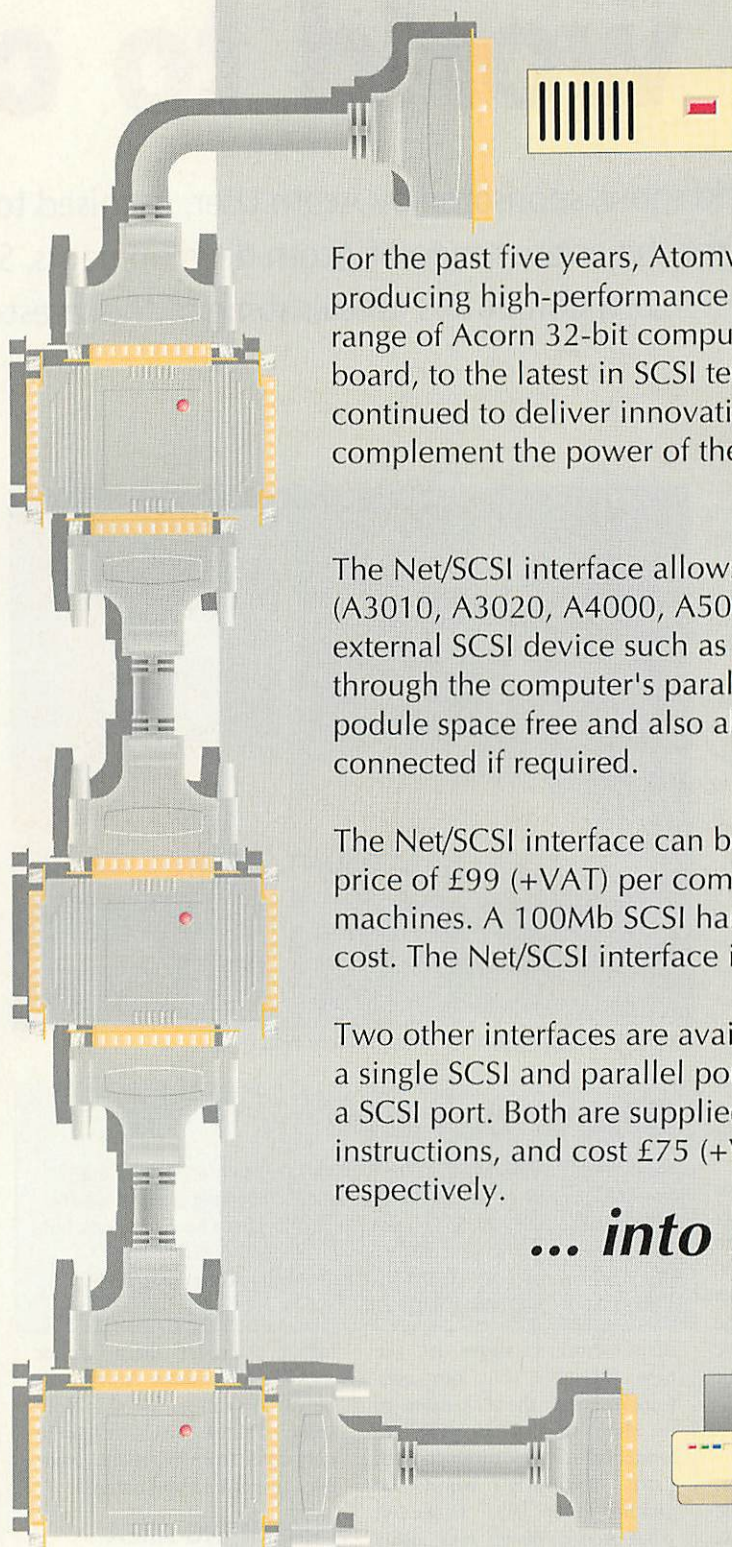 For the past five years, Atomw
producing high-performance
range of Acorn 32-bit compu
board, to the latest in SCSI te
continued to deliver innovati
complement the power of the
The Net/SCSI interface allow
(A3010, A3020, A4000, A50
external SCSI device such as
through the computer's paral
podule space free and also a
connected if required.
The Net/SCSI interface can b
price of £99 (+VAT) per com
machines. A 100Mb SCSI ha
cost. The Net/SCSI interface i
Two other interfaces are avai
a single SCSI and parallel po
a SCSI port. Both are supplied
instructions, and cost £75 (+V
respectively.
... into